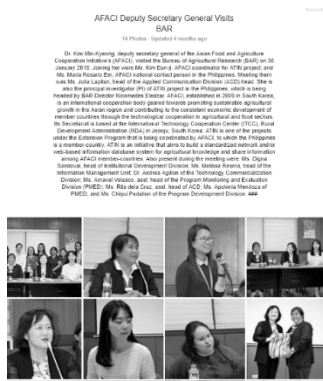 AFACI Deputy Secretary General Visits
BAR
14 Photos · Updated 4 months ago
Dr. Kim Min-Kyeong, deputy secretary general of the Asian Food and Agriculture
Cooperation Initiative's (AFACI), visited the Bureau of Agricultural Research (BAR) on 30
January 2018. Joining her were Ms. Kim Eun-ji, AFACI coordinator for ATIN project; and
Ms. Maria Rosario Elm, AFACI national contact person in the Philippines. Meeting them
was Ms. Julia Lapitan, head of the Applied Communication Division (ACD) head. She is
also the principal investigator (PI) of ATIN project in the Philippines, which is being
headed by BAR Director Nicomedes Eleazar. AFACI, established in 2009 in South Korea,
is an international cooperation body geared towards promoting sustainable agricultural
growth in the Asian region and contributing to the consistent economic development of
member countries through the technological cooperation in agricultural and food sectors.
Its Secretariat is based at the International Technology Cooperation Center (ITCC), Rural
Development Administration (RDA) in Jeonju, South Korea. ATIN is one of the projects
under the Extension Program that is being coordinated by AFACI, to which the Philippines
is a member-country. ATIN is an initiative that aims to build a standardized network and/or
web-based information database system for agricultural knowledge and share information
among AFACI member-countries. Also present during the meeting were: Ms. Digna
Sandoval, head of Institutional Development Division; Ms. Melissa Resma, head of the
Information Management Unit; Dr. Andrea Agillon of the Technology Commercialization
Division; Ms. Amavel Velasco, asst. head of the Program Monitoring and Evaluation
Division (PMED); Ms. Rita dela Cruz, asst. head of ACD; Ms. Apolonia Mendoza of
PMED, and Ms. Chiqui Padullon of the Program Development Division. ###